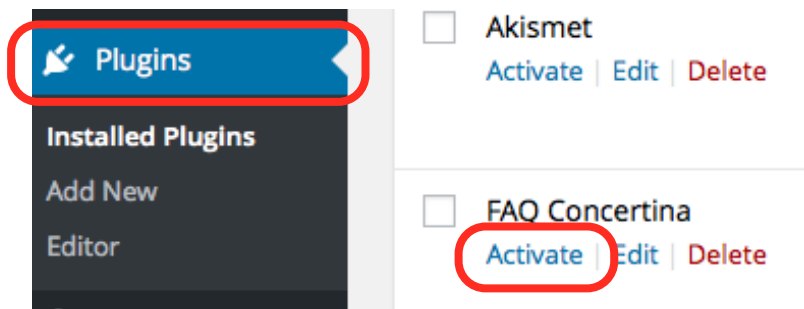 Plugins
Installed Plugins
Add New
Editor
Akismet
Activate | Edit | Delete
FAQ Concertina
Activate | Edit | Delete